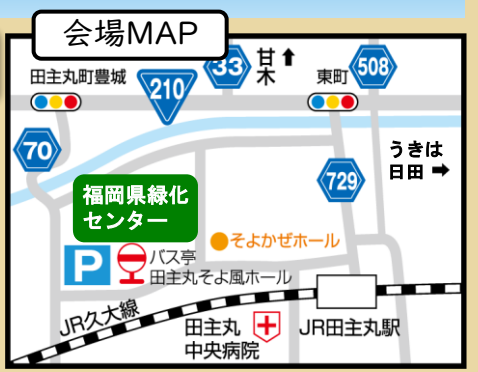 会場MAP
田主丸町豊城
210
33
甘木
東町
508
70
うきは
日田
729
福岡県緑化
センター
そよかぜホール
P
バス亭
田主丸そよ風ホール
JR久大線
田主丸
中央病院
JR田主丸駅